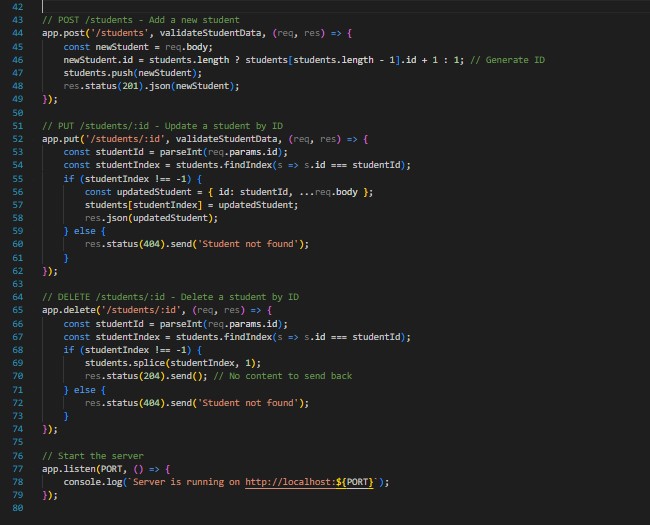 42
43 // POST /students - Add a new student
44 app.post('/students', validateStudentData, (req, res) => {
45     const newStudent = req.body;
46     newStudent.id = students.length ? students[students.length - 1].id + 1 : 1; // Generate ID
47     students.push(newStudent);
48     res.status(201).json(newStudent);
49 });
50
51 // PUT /students/:id - Update a student by ID
52 app.put('/students/:id', validateStudentData, (req, res) => {
53     const studentId = parseInt(req.params.id);
54     const studentIndex = students.findIndex(s => s.id === studentId);
55     if (studentIndex !== -1) {
56         const updatedStudent = { id: studentId, ...req.body };
57         students[studentIndex] = updatedStudent;
58         res.json(updatedStudent);
59     } else {
60         res.status(404).send('Student not found');
61     }
62 });
63
64 // DELETE /students/:id - Delete a student by ID
65 app.delete('/students/:id', (req, res) => {
66     const studentId = parseInt(req.params.id);
67     const studentIndex = students.findIndex(s => s.id === studentId);
68     if (studentIndex !== -1) {
69         students.splice(studentIndex, 1);
70         res.status(204).send(); // No content to send back
71     } else {
72         res.status(404).send('Student not found');
73     }
74 });
75
76 // Start the server
77 app.listen(PORT, () => {
78     console.log(`Server is running on http://localhost:${PORT}`);
79 });
80